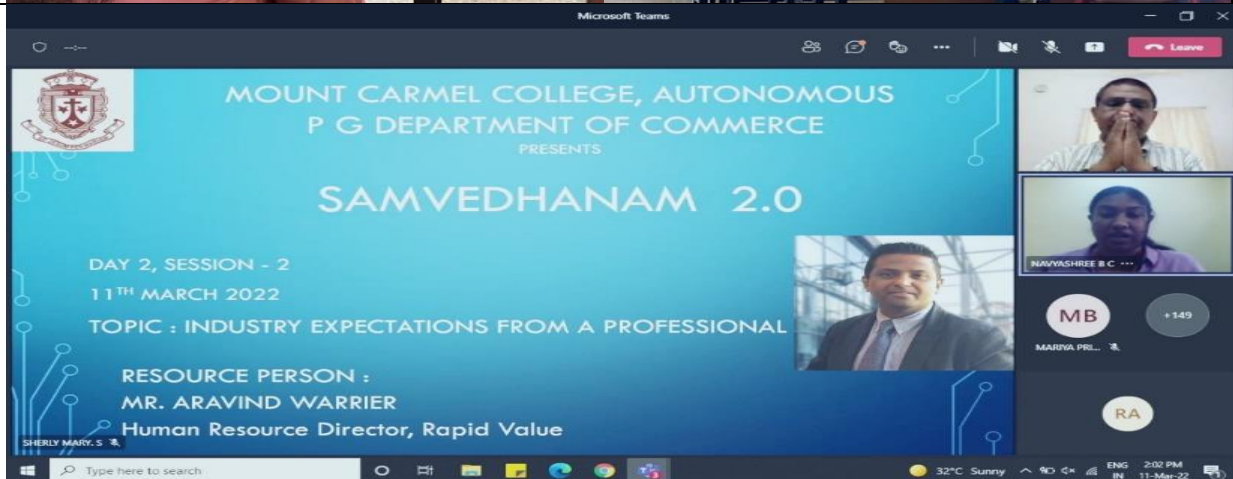 Microsoft Teams
Leave
MOUNT CARMEL COLLEGE, AUTONOMOUS
P G DEPARTMENT OF COMMERCE
PRESENTS
SAMVEDHANAM 2.0
DAY 2, SESSION - 2
11TH MARCH 2022
TOPIC : INDUSTRY EXPECTATIONS FROM A PROFESSIONAL
RESOURCE PERSON :
MR. ARAVIND WARRIER
Human Resource Director, Rapid Value
SHERLY MARY. S
NAVYASHREE B C ...
MB
+149
MARIYA PRI...
RA
Type here to search
32°C Sunny
ENG
IN
2:02 PM
11-Mar-22